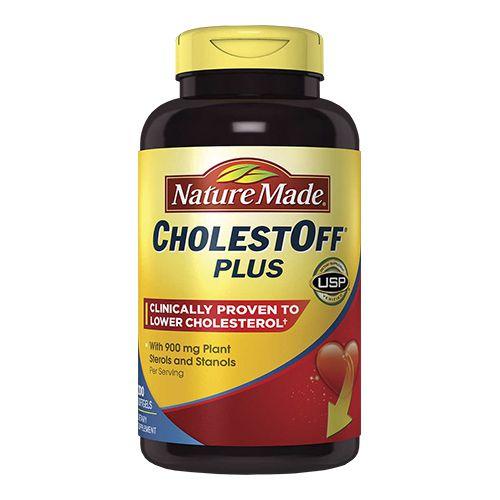 Nature Made®
CHOLESTOFF®
PLUS
USP
CLINICALLY PROVEN TO
LOWER CHOLESTEROL†
• With 900 mg Plant
Sterols and Stanols
Per Serving